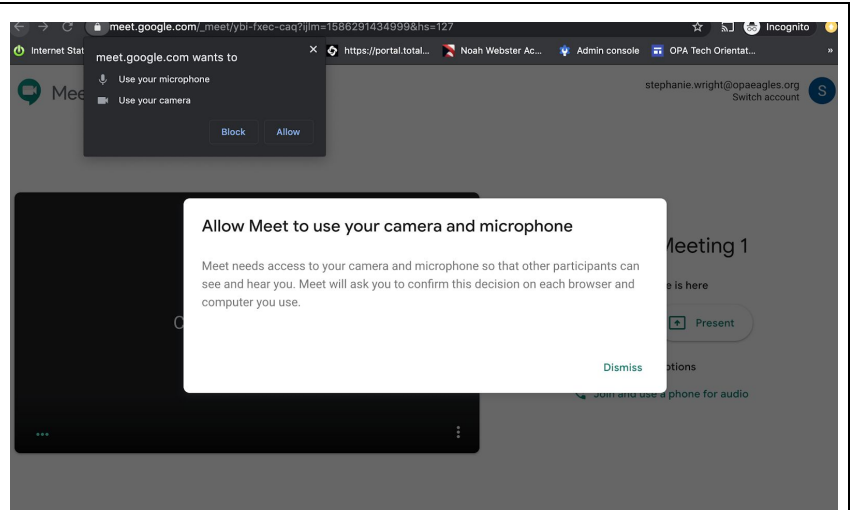 meet.google.com/_meet/ybi-fxec-caq?ijlm=1586291434999&hs=127
Incognito
Internet Stat
https://portal.total...
Noah Webster Ac...
Admin console
OPA Tech Orientat...
»
meet.google.com wants to
Use your microphone
Use your camera
Block
Allow
Mee
stephanie.wright@opaeagles.org
Switch account
S
Allow Meet to use your camera and microphone
Meet needs access to your camera and microphone so that other participants can
see and hear you. Meet will ask you to confirm this decision on each browser and
computer you use.
Dismiss
Meeting 1
e is here
C
Present
ptions
Join and use a phone for audio